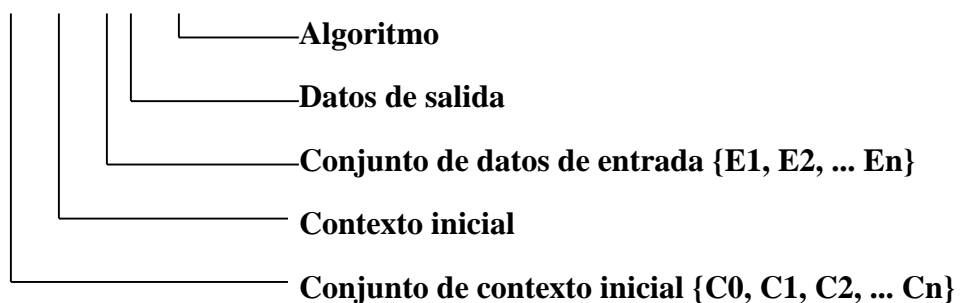 Algoritmo
Datos de salida
Conjunto de datos de entrada {E1, E2, ... En}
Contexto inicial
Conjunto de contexto inicial {C0, C1, C2, ... Cn}